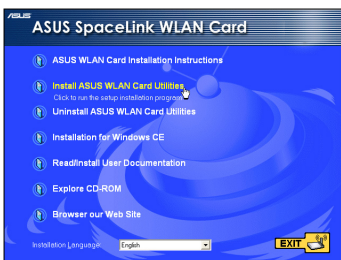 ASUS
ASUS SpaceLink WLAN Card
ASUS WLAN Card Installation Instructions
Install ASUS WLAN Card Utilities
Click to run the setup installation program
Uninstall ASUS WLAN Card Utilities
Installation for Windows CE
Read/Install User Documentation
Explore CD-ROM
Browser our Web Site
Installation Language: English
EXIT